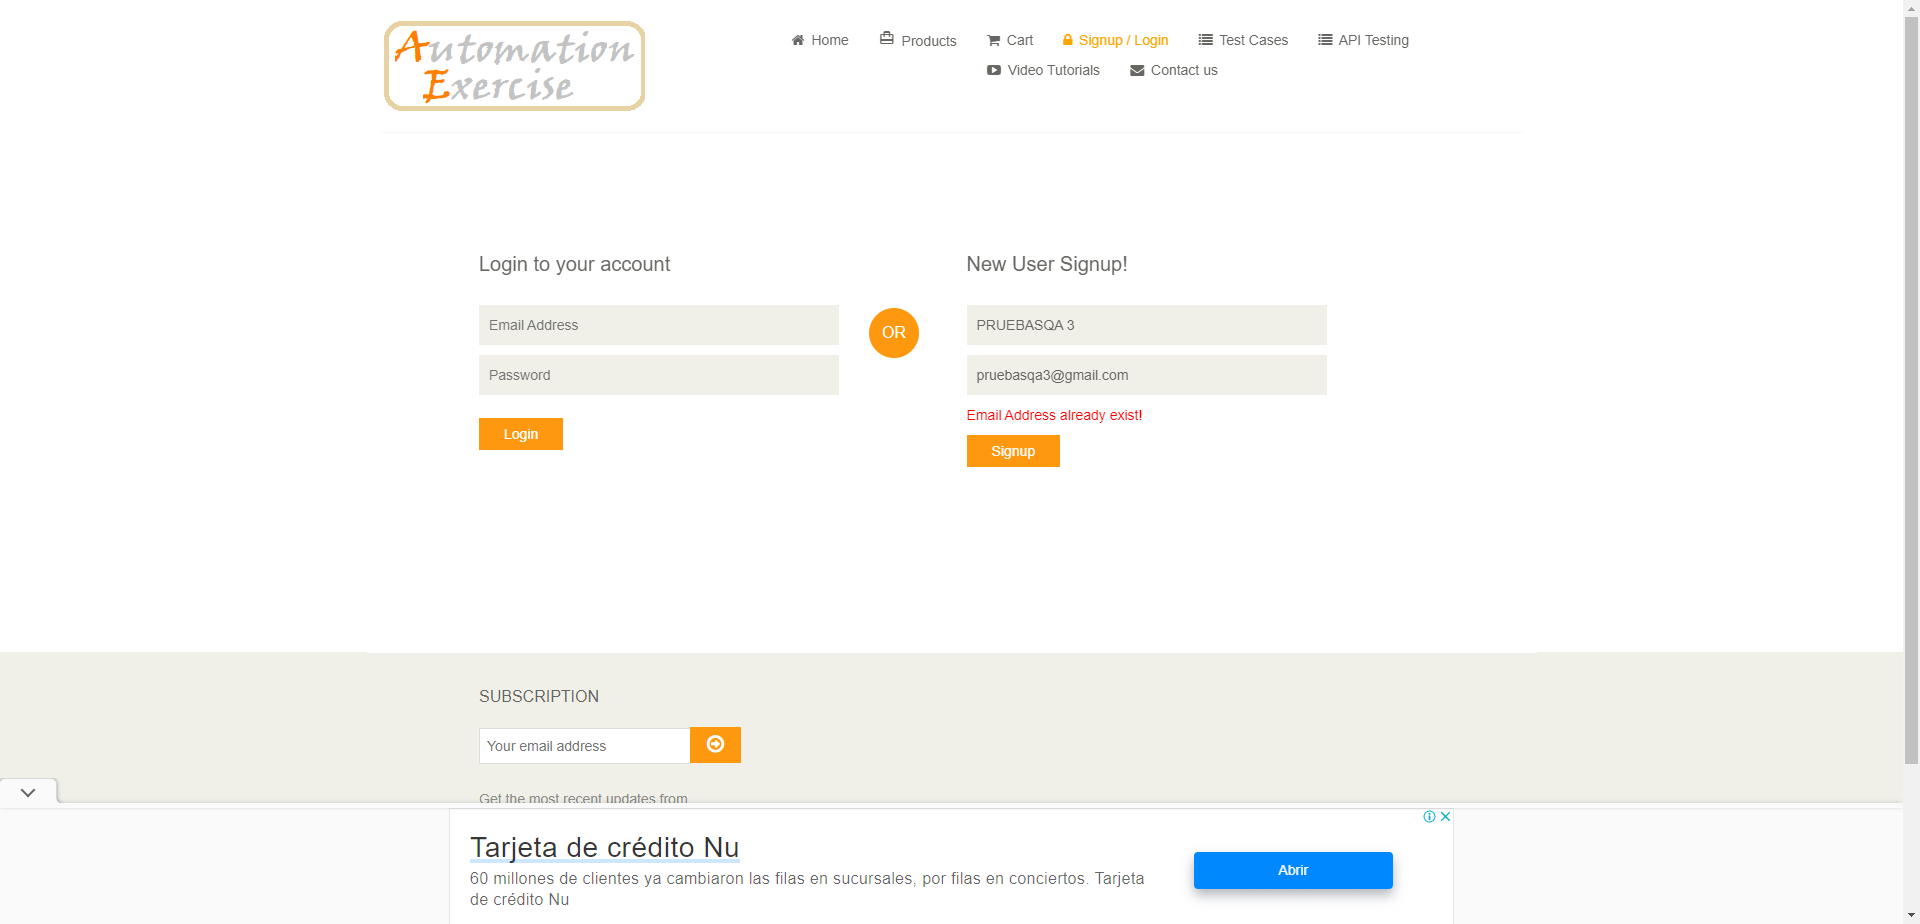 Automation
Exercise
Home
Products
Cart
Signup / Login
Test Cases
API Testing
Video Tutorials
Contact us
Login to your account
Email Address
Password
Login
OR
New User Signup!
PRUEBASQA 3
pruebasqa3@gmail.com
Email Address already exist!
Signup
SUBSCRIPTION
Your email address
Get the most recent updates from
Tarjeta de crédito Nu
60 millones de clientes ya cambiaron las filas en sucursales, por filas en conciertos. Tarjeta
de crédito Nu
Abrir